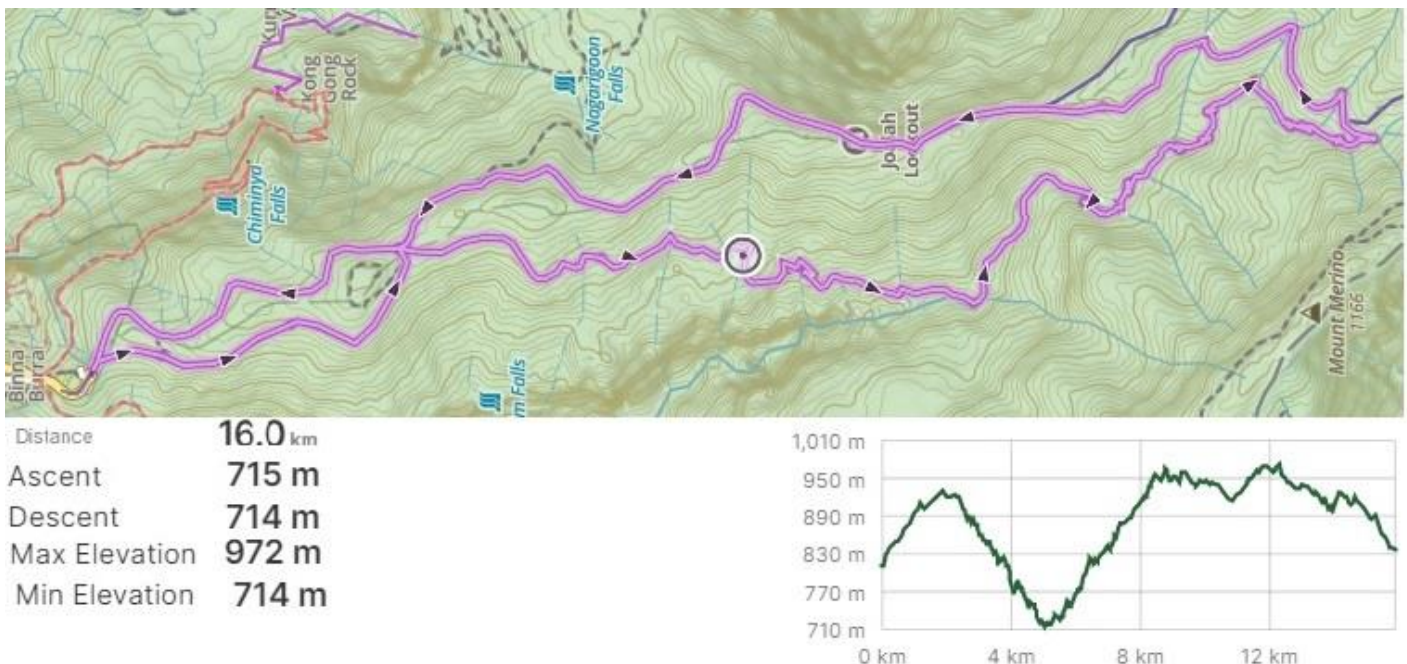 Kong
Gong
Rock
Nagarigoon
Falls
Chiminya
Falls
Lookout
Binna
Burra
Falls
Mount Merino
1166
Distance 16.0 km
Ascent 715 m
Descent 714 m
Max Elevation 972 m
Min Elevation 714 m
1,010 m
950 m
890 m
830 m
770 m
710 m
0 km 4 km 8 km 12 km